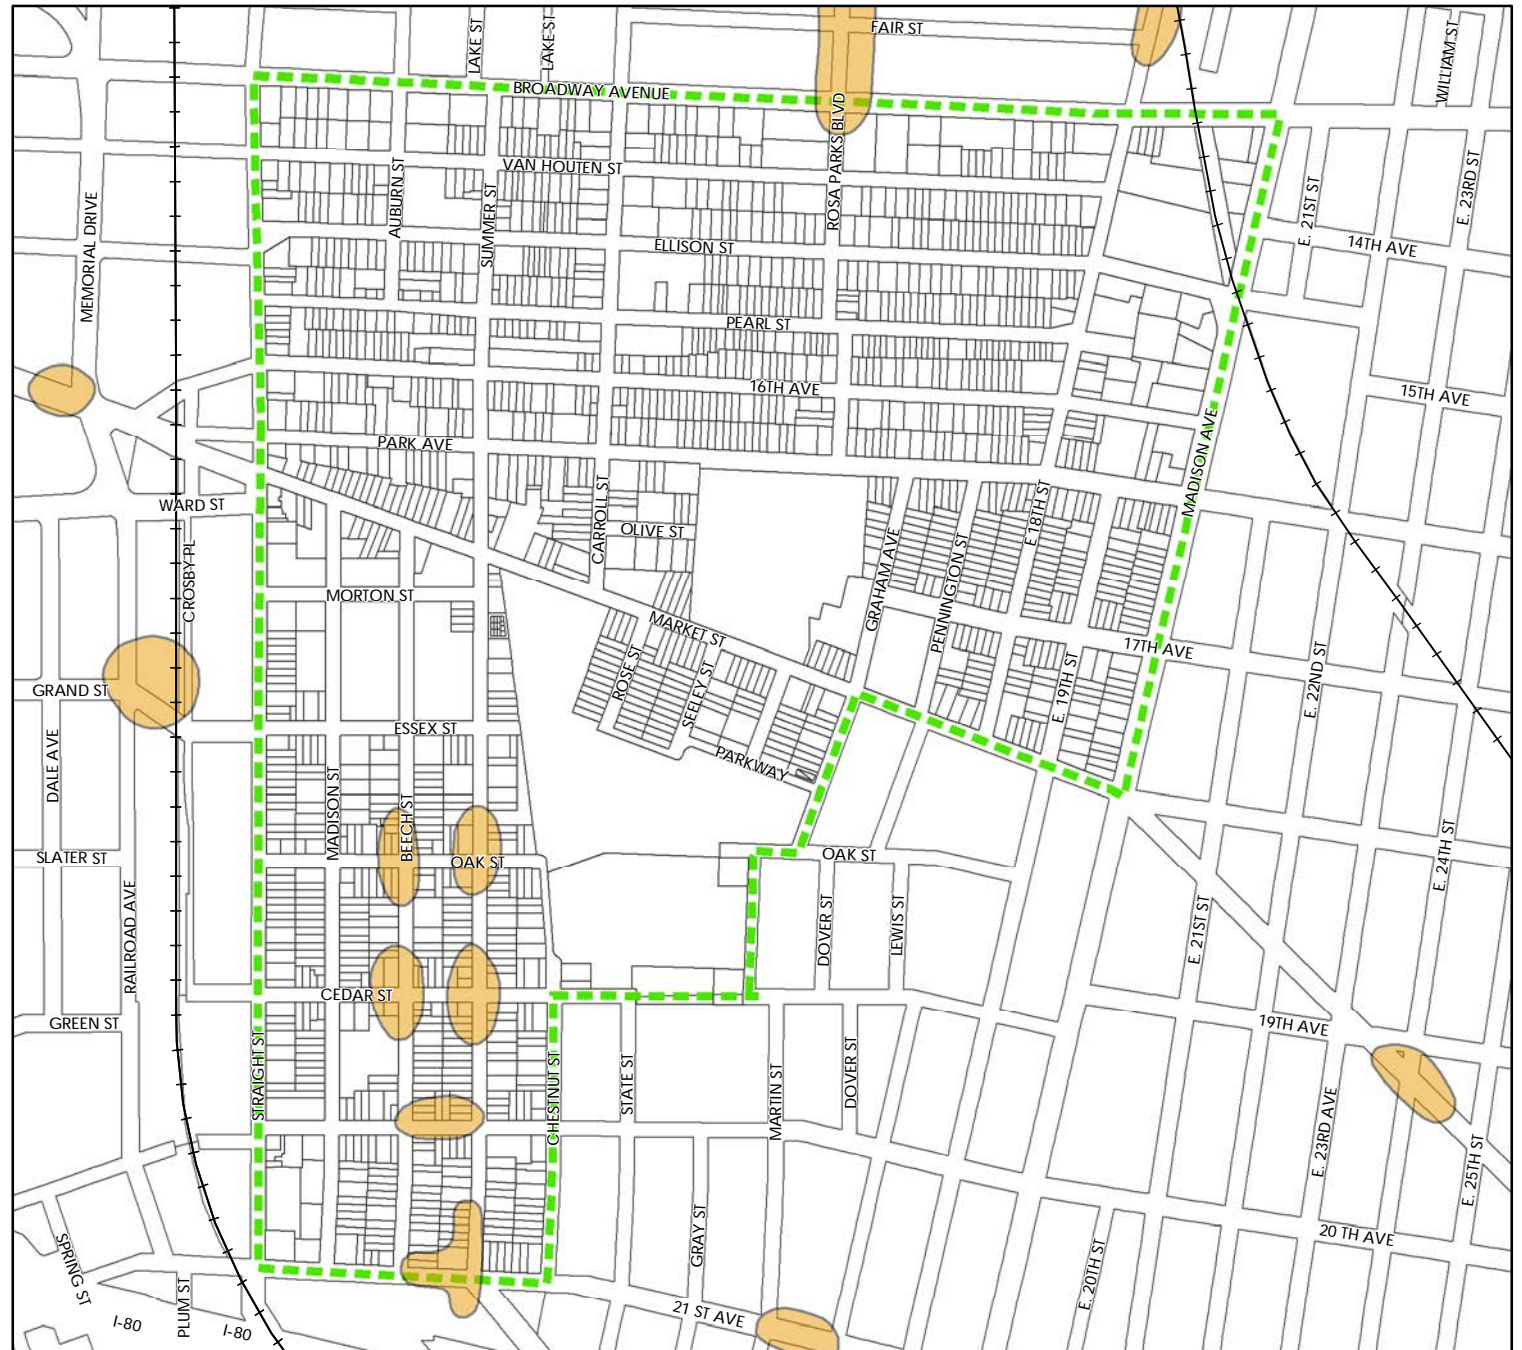 FAIR ST
LAKE ST
LAKE ST
WILLIAM ST
BROADWAY AVENUE
ROSA PARKS BLVD
VAN HOUTEN ST
AUBURN ST
SUMMER ST
MEMORIAL DRIVE
E. 21ST ST
E. 23RD ST
ELLISON ST
14TH AVE
PEARL ST
16TH AVE
15TH AVE
PARK AVE
MADISON AVE
WARD ST
CARROLL ST
OLIVE ST
E 18TH ST
CROSBY PL
GRAHAM AVE
PENNINGTON ST
MORTON ST
MARKET ST
17TH AVE
ROSE ST
SEELEY ST
E. 19TH ST
E. 22ND ST
GRAND ST
ESSEX ST
DALE AVE
PARKWAY
MADISON ST
BEECH ST
SLATER ST
OAK ST
OAK ST
E. 24TH ST
RAILROAD AVE
DOVER ST
LEWIS ST
E. 21ST ST
CEDAR ST
GREEN ST
19TH AVE
STRAIGHT ST
CHESTNUT ST
STATE ST
MARTIN ST
DOVER ST
E. 23RD AVE
E. 25TH ST
SPRING ST
GRAY ST
20 TH AVE
E. 20TH ST
PLUM ST
I-80
I-80
21 ST AVE